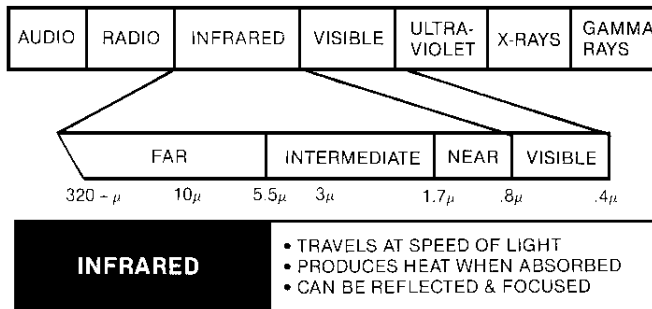 AUDIO RADIO INFRARED VISIBLE ULTRA-
VIOLET X-RAYS GAMMA
RAYS
FAR INTERMEDIATE NEAR VISIBLE
320 + μ 10μ 5.5μ 3μ 1.7μ .8μ .4μ
INFRARED
• TRAVELS AT SPEED OF LIGHT
• PRODUCES HEAT WHEN ABSORBED
• CAN BE REFLECTED & FOCUSED